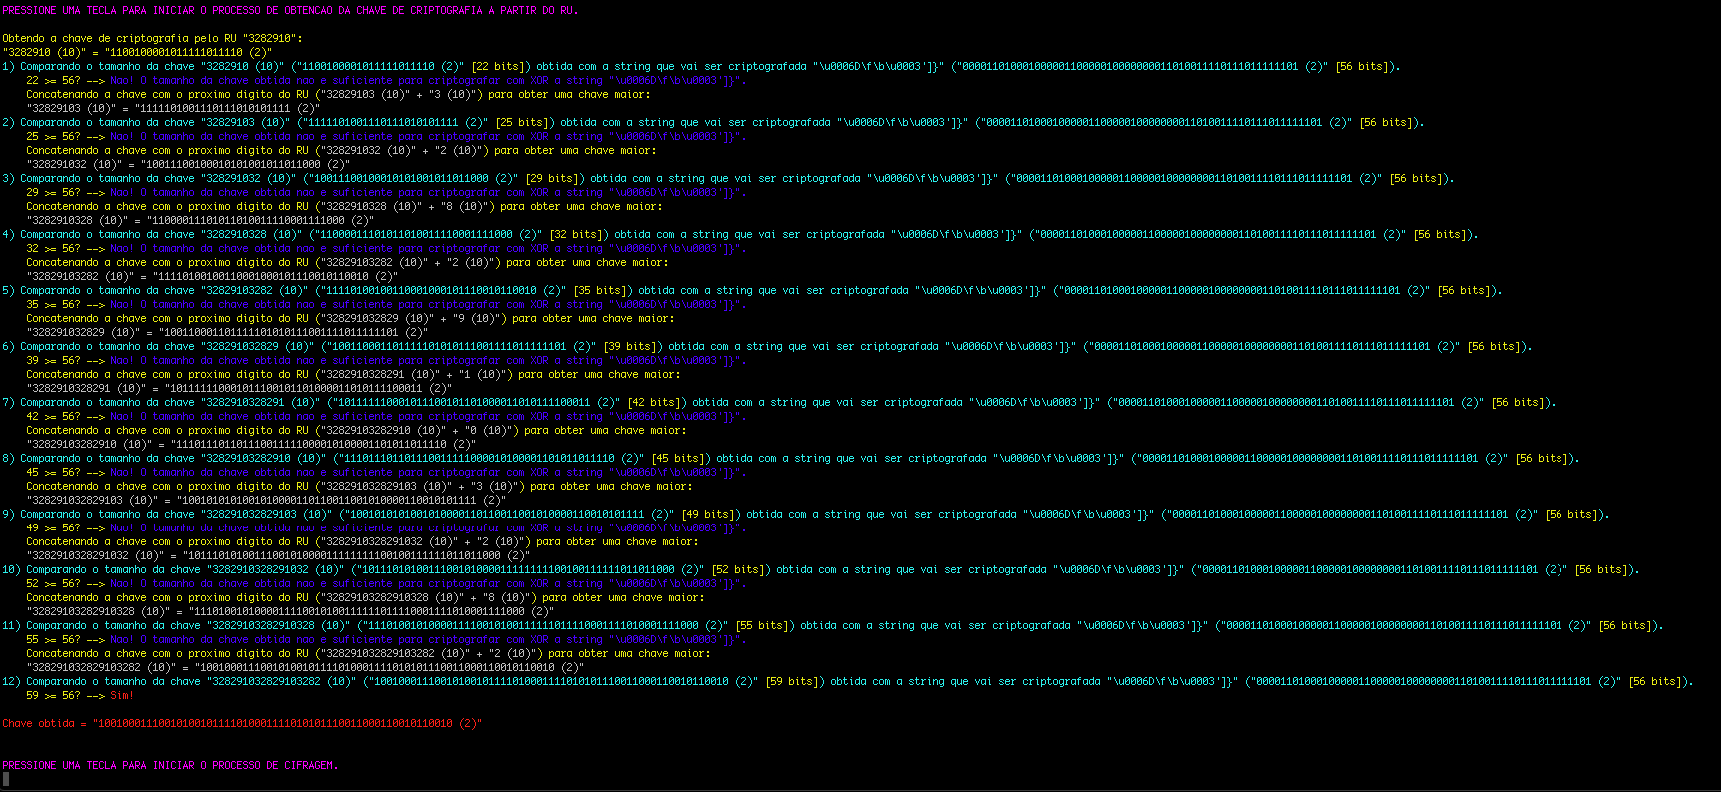 PRESSIONE UMA TECLA PARA INICIAR O PROCESSO DE OBTENCAO DA CHAVE DE CRIPTOGRAFIA A PARTIR DO RU.
Obtendo a chave de criptografia pelo RU "3282910":
"3282910 (10)" = "1100100001011111011110 (2)"
1) Comparando o tamanho da chave "3282910 (10)" ("1100100001011111011110 (2)" [22 bits]) obtida com a string que vai ser criptografada "\u0006D\f\b\u0003']}" ("00001101000100000110000010000000011010011110111011111101 (2)" [56 bits]).
22 >= 56? --> Nao! O tamanho da chave obtida nao e suficiente para criptografar com XOR a string "\u0006D\f\b\u0003']}".
Concatenando a chave com o proximo digito do RU ("32829103 (10)" + "3 (10)") para obter uma chave maior:
"32829103 (10)" = "1111101001110111010101111 (2)"
2) Comparando o tamanho da chave "32829103 (10)" ("1111101001110111010101111 (2)" [25 bits]) obtida com a string que vai ser criptografada "\u0006D\f\b\u0003']}" ("00001101000100000110000010000000011010011110111011111101 (2)" [56 bits]).
25 >= 56? --> Nao! O tamanho da chave obtida nao e suficiente para criptografar com XOR a string "\u0006D\f\b\u0003']}".
Concatenando a chave com o proximo digito do RU ("328291032 (10)" + "2 (10)") para obter uma chave maior:
"328291032 (10)" = "10011100100010101001011011000 (2)"
3) Comparando o tamanho da chave "328291032 (10)" ("10011100100010101001011011000 (2)" [29 bits]) obtida com a string que vai ser criptografada "\u0006D\f\b\u0003']}" ("00001101000100000110000010000000011010011110111011111101 (2)" [56 bits]).
29 >= 56? --> Nao! O tamanho da chave obtida nao e suficiente para criptografar com XOR a string "\u0006D\f\b\u0003']}".
Concatenando a chave com o proximo digito do RU ("3282910328 (10)" + "8 (10)") para obter uma chave maior:
"3282910328 (10)" = "11000011101011010011110001111000 (2)"
4) Comparando o tamanho da chave "3282910328 (10)" ("11000011101011010011110001111000 (2)" [32 bits]) obtida com a string que vai ser criptografada "\u0006D\f\b\u0003']}" ("00001101000100000110000010000000011010011110111011111101 (2)" [56 bits]).
32 >= 56? --> Nao! O tamanho da chave obtida nao e suficiente para criptografar com XOR a string "\u0006D\f\b\u0003']}".
Concatenando a chave com o proximo digito do RU ("32829103282 (10)" + "2 (10)") para obter uma chave maior:
"32829103282 (10)" = "11110100100110001000101110010110010 (2)"
5) Comparando o tamanho da chave "32829103282 (10)" ("11110100100110001000101110010110010 (2)" [35 bits]) obtida com a string que vai ser criptografada "\u0006D\f\b\u0003']}" ("00001101000100000110000010000000011010011110111011111101 (2)" [56 bits]).
35 >= 56? --> Nao! O tamanho da chave obtida nao e suficiente para criptografar com XOR a string "\u0006D\f\b\u0003']}".
Concatenando a chave com o proximo digito do RU ("328291032829 (10)" + "9 (10)") para obter uma chave maior:
"328291032829 (10)" = "100110001101111101010111001111011111101 (2)"
6) Comparando o tamanho da chave "328291032829 (10)" ("100110001101111101010111001111011111101 (2)" [39 bits]) obtida com a string que vai ser criptografada "\u0006D\f\b\u0003']}" ("00001101000100000110000010000000011010011110111011111101 (2)" [56 bits]).
39 >= 56? --> Nao! O tamanho da chave obtida nao e suficiente para criptografar com XOR a string "\u0006D\f\b\u0003']}".
Concatenando a chave com o proximo digito do RU ("3282910328291 (10)" + "1 (10)") para obter uma chave maior:
"3282910328291 (10)" = "101111110001011100101101000011010111100011 (2)"
7) Comparando o tamanho da chave "3282910328291 (10)" ("101111110001011100101101000011010111100011 (2)" [42 bits]) obtida com a string que vai ser criptografada "\u0006D\f\b\u0003']}" ("00001101000100000110000010000000011010011110111011111101 (2)" [56 bits]).
42 >= 56? --> Nao! O tamanho da chave obtida nao e suficiente para criptografar com XOR a string "\u0006D\f\b\u0003']}".
Concatenando a chave com o proximo digito do RU ("32829103282910 (10)" + "0 (10)") para obter uma chave maior:
"32829103282910 (10)" = "111011101101110011111000010100001101011011110 (2)"
8) Comparando o tamanho da chave "32829103282910 (10)" ("111011101101110011111000010100001101011011110 (2)" [45 bits]) obtida com a string que vai ser criptografada "\u0006D\f\b\u0003']}" ("00001101000100000110000010000000011010011110111011111101 (2)" [56 bits]).
45 >= 56? --> Nao! O tamanho da chave obtida nao e suficiente para criptografar com XOR a string "\u0006D\f\b\u0003']}".
Concatenando a chave com o proximo digito do RU ("328291032829103 (10)" + "3 (10)") para obter uma chave maior:
"328291032829103 (10)" = "1001010101001010000110110011001010000110010101111 (2)"
9) Comparando o tamanho da chave "328291032829103 (10)" ("1001010101001010000110110011001010000110010101111 (2)" [49 bits]) obtida com a string que vai ser criptografada "\u0006D\f\b\u0003']}" ("00001101000100000110000010000000011010011110111011111101 (2)" [56 bits]).
49 >= 56? --> Nao! O tamanho da chave obtida nao e suficiente para criptografar com XOR a string "\u0006D\f\b\u0003']}".
Concatenando a chave com o proximo digito do RU ("3282910328291032 (10)" + "2 (10)") para obter uma chave maior:
"3282910328291032 (10)" = "1011101010011100101000011111111100100111111011011000 (2)"
10) Comparando o tamanho da chave "3282910328291032 (10)" ("1011101010011100101000011111111100100111111011011000 (2)" [52 bits]) obtida com a string que vai ser criptografada "\u0006D\f\b\u0003']}" ("00001101000100000110000010000000011010011110111011111101 (2)" [56 bits]).
52 >= 56? --> Nao! O tamanho da chave obtida nao e suficiente para criptografar com XOR a string "\u0006D\f\b\u0003']}".
Concatenando a chave com o proximo digito do RU ("32829103282910328 (10)" + "8 (10)") para obter uma chave maior:
"32829103282910328 (10)" = "1110100101000011110010100111111011110001111010001111000 (2)"
11) Comparando o tamanho da chave "32829103282910328 (10)" ("1110100101000011110010100111111011110001111010001111000 (2)" [55 bits]) obtida com a string que vai ser criptografada "\u0006D\f\b\u0003']}" ("00001101000100000110000010000000011010011110111011111101 (2)" [56 bits]).
55 >= 56? --> Nao! O tamanho da chave obtida nao e suficiente para criptografar com XOR a string "\u0006D\f\b\u0003']}".
Concatenando a chave com o proximo digito do RU ("328291032829103282 (10)" + "2 (10)") para obter uma chave maior:
"328291032829103282 (10)" = "10010001110010100101111010001111010101110011000110010110010 (2)"
12) Comparando o tamanho da chave "328291032829103282 (10)" ("10010001110010100101111010001111010101110011000110010110010 (2)" [59 bits]) obtida com a string que vai ser criptografada "\u0006D\f\b\u0003']}" ("00001101000100000110000010000000011010011110111011111101 (2)" [56 bits]).
59 >= 56? --> Sim!
Chave obtida = "10010001110010100101111010001111010101110011000110010110010 (2)"
PRESSIONE UMA TECLA PARA INICIAR O PROCESSO DE CIFRAGEM.